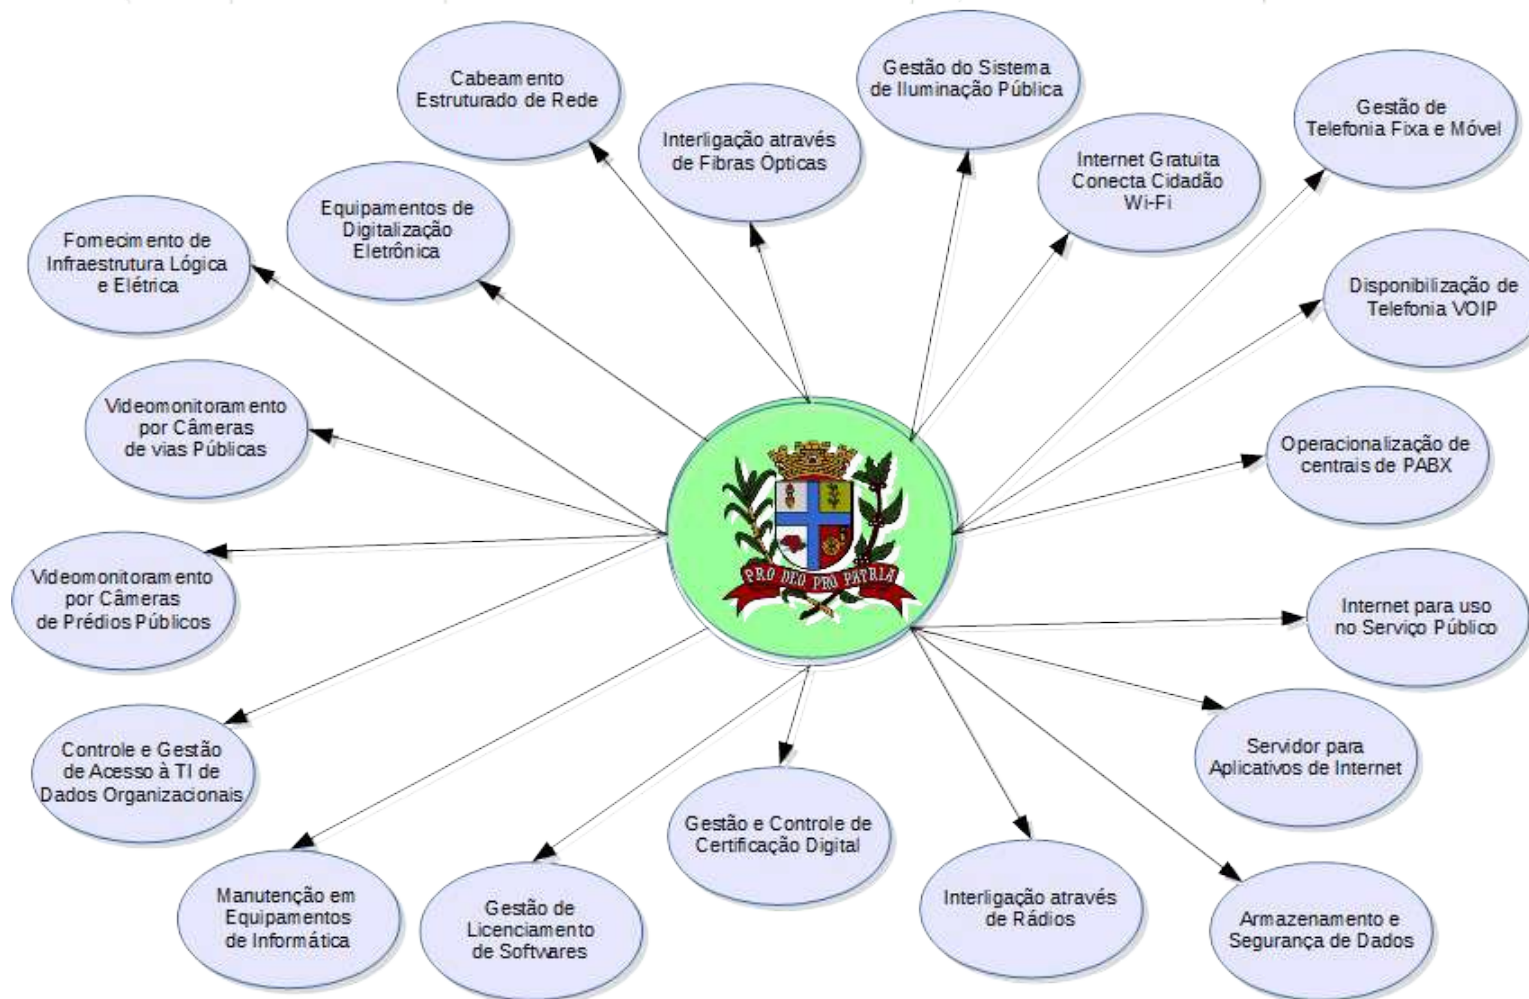 Cabeamento
Estruturado de Rede
Gestão do Sistema
de Iluminação Pública
Interligação através
de Fibras Ópticas
Gestão de
Telefonia Fixa e Móvel
Internet Gratuita
Conecta Cidadão
Wi-Fi
Equipamentos de
Digitalização
Eletrônica
Fornecimento de
Infraestrutura Lógica
e Elétrica
Disponibilização de
Telefonia VOIP
Videomonitoramento
por Câmeras
de vias Públicas
Operacionalização de
centrais de PABX
PRO DEO PRO PATRIA
Videomonitoramento
por Câmeras
de Prédios Públicos
Internet para uso
no Serviço Público
Controle e Gestão
de Acesso à TI de
Dados Organizacionais
Servidor para
Aplicativos de Internet
Gestão e Controle de
Certificação Digital
Manutenção em
Equipamentos
de Informática
Gestão de
Licenciamento
de Softwares
Interligação através
de Rádios
Armazenamento e
Segurança de Dados